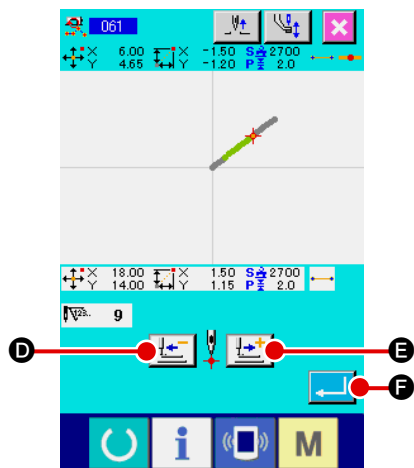 061
X 6.00 X -1.50 S 2700
Y 4.65 Y -1.20 P 2.0
X 18.00 X 1.50 S 2700
Y 14.00 Y 1.15 P 2.0
123.. 9
D E
F
i M